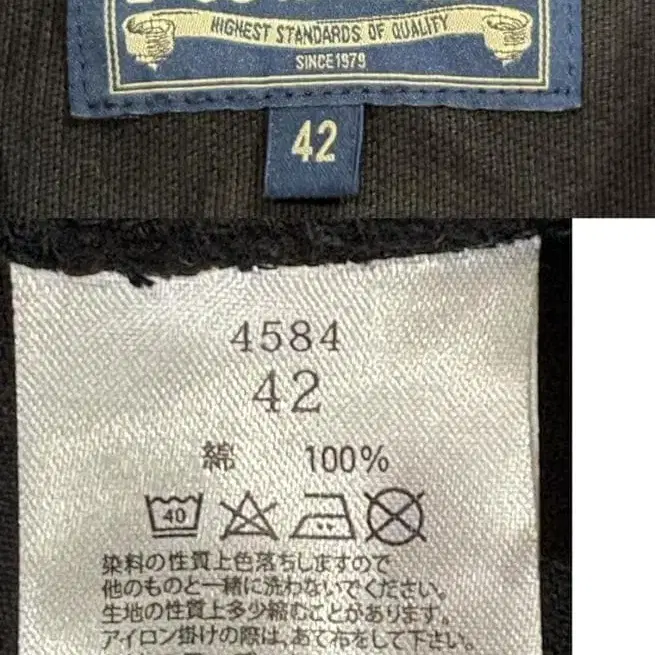 HIGHEST STANDARDS OF QUALITY
SINCE1979
42
4584
42
綿 100%
40
染料の性質上色落ちしますので
他のものと一緒に洗わないでください。
生地の性質上多少縮むことがあります。
アイロン掛けの際は、あて布をして下さい。